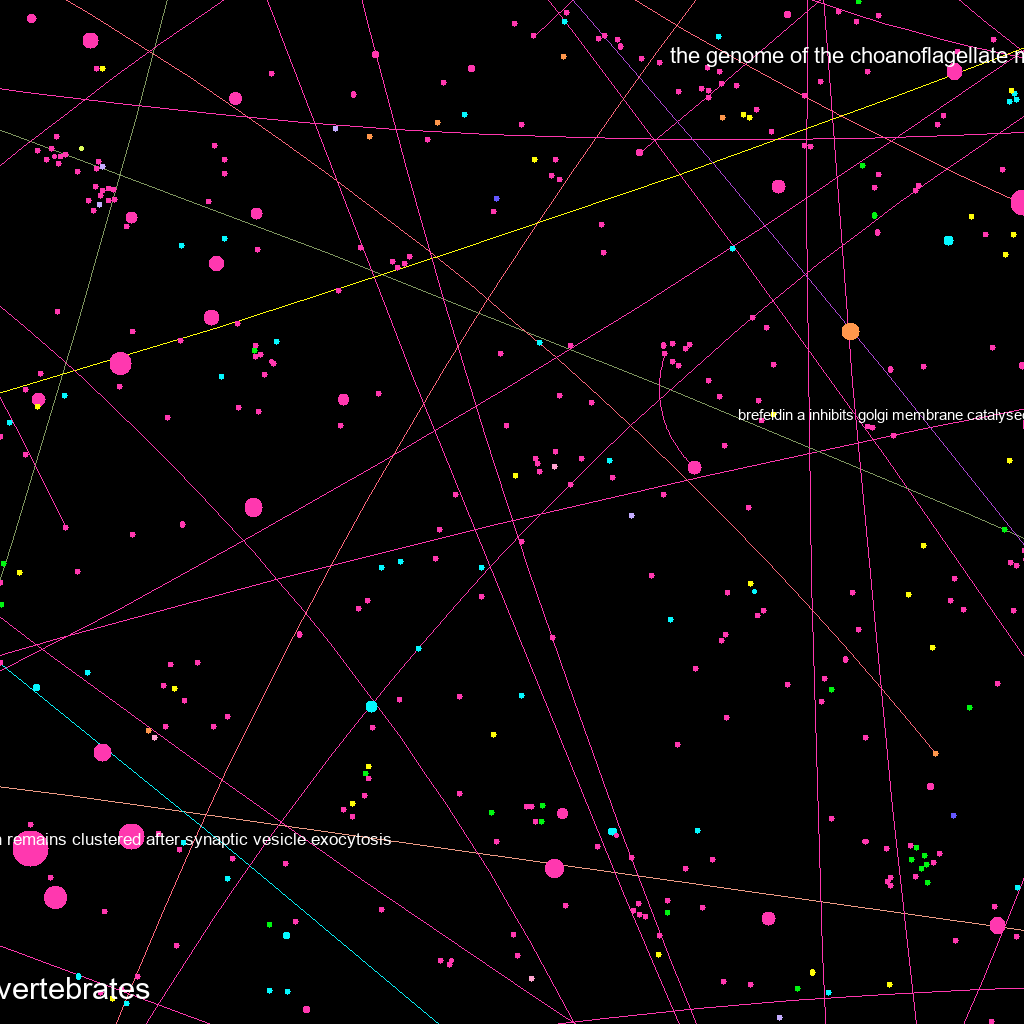 the genome of the choanoflagellate
brefeldin a inhibits golgi membrane catalysed
remains clustered after synaptic vesicle exocytosis
vertebrates